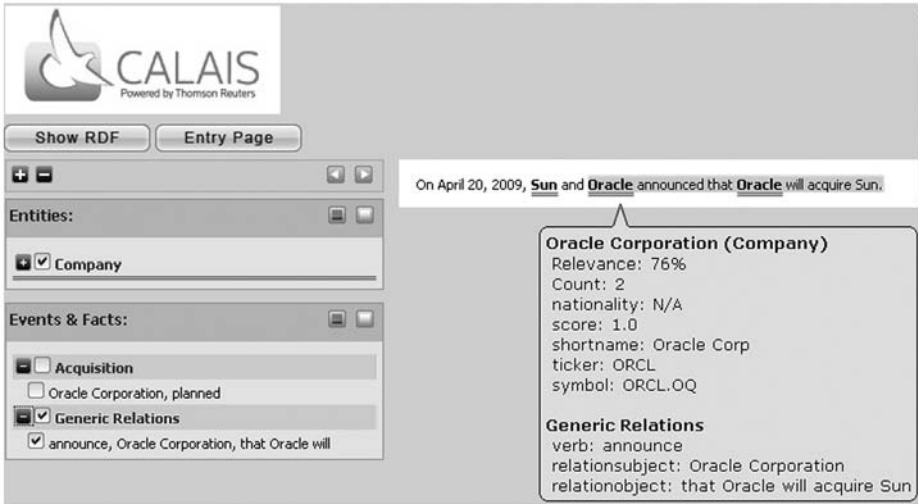 CALAIS
Powered by Thomson Reuters
Show RDF
Entry Page
Entities:
Company
Events & Facts:
Acquisition
Oracle Corporation, planned
Generic Relations
announce, Oracle Corporation, that Oracle will
On April 20, 2009, Sun and Oracle announced that Oracle will acquire Sun.
Oracle Corporation (Company)
Relevance: 76%
Count: 2
nationality: N/A
score: 1.0
shortname: Oracle Corp
ticker: ORCL
symbol: ORCL.OQ
Generic Relations
verb: announce
relationsubject: Oracle Corporation
relationobject: that Oracle will acquire Sun